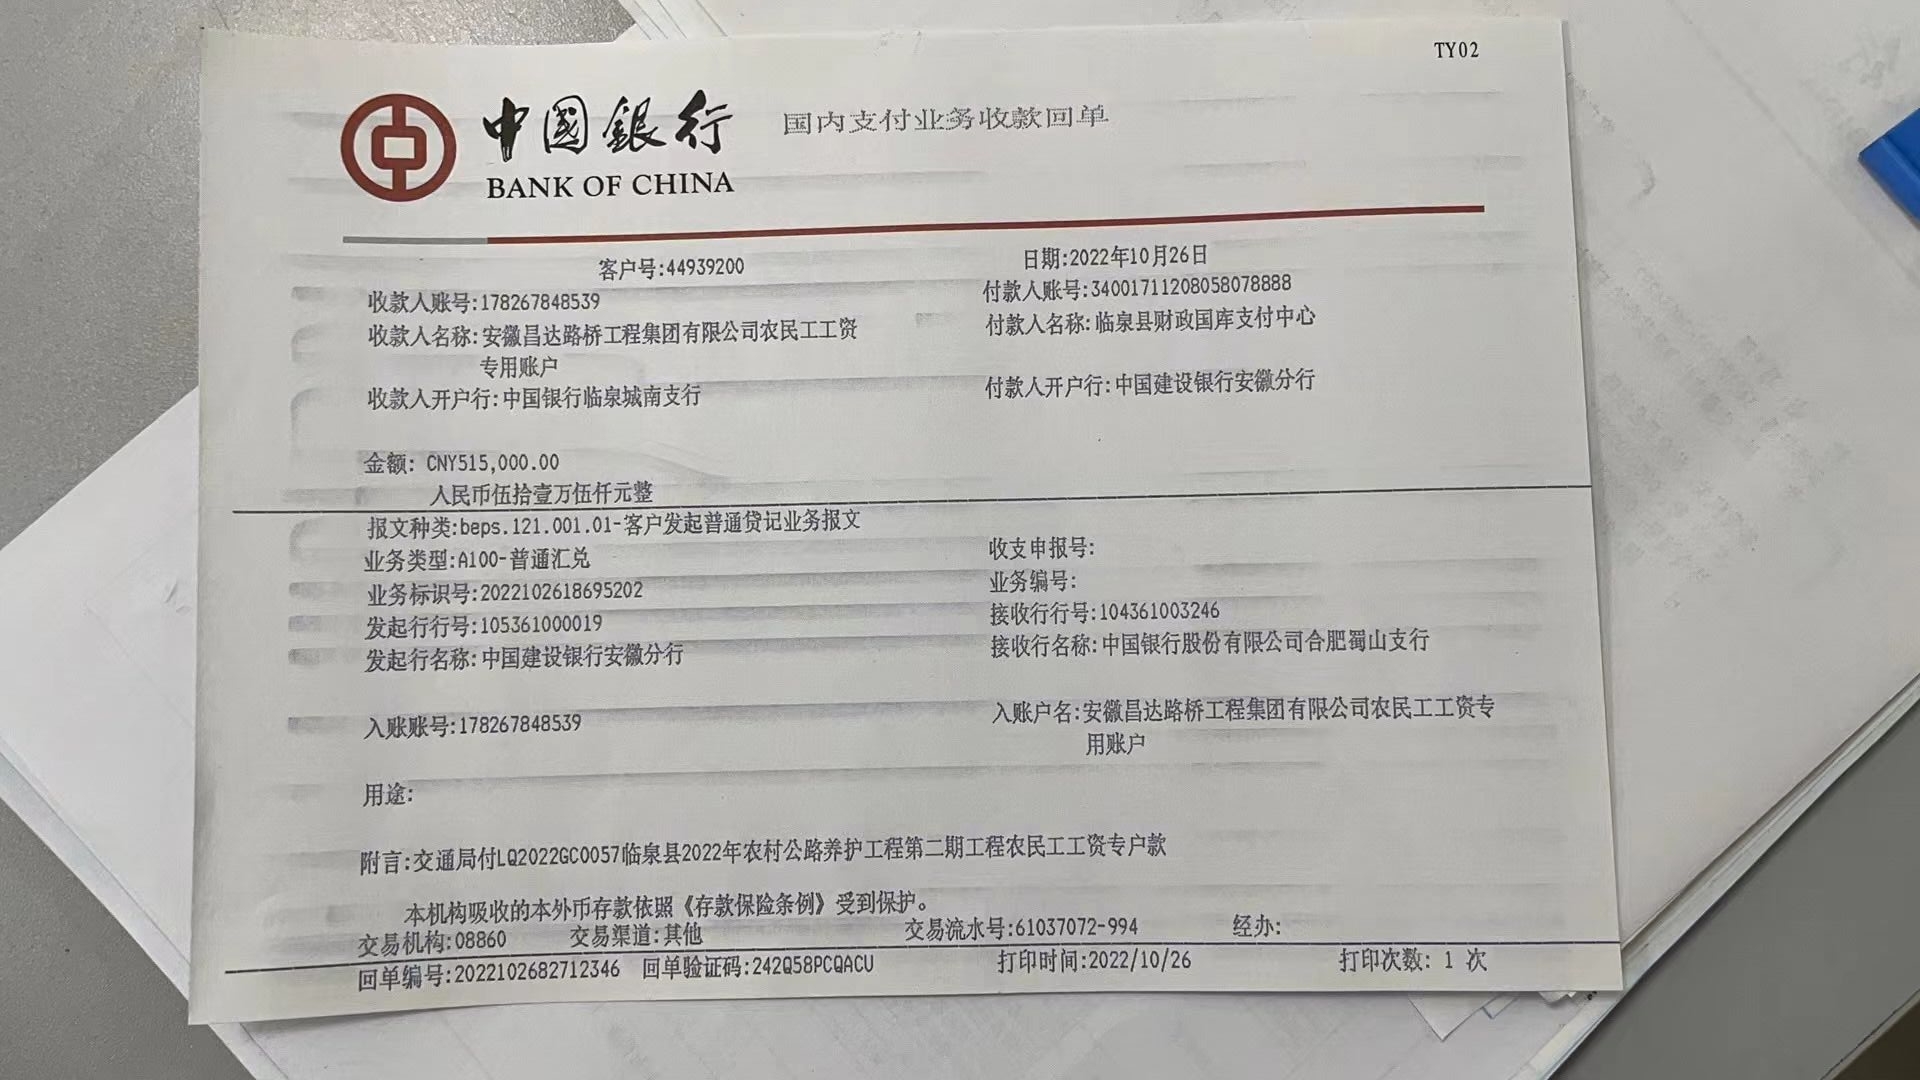 TY02
中國銀行 国内支付业务收款回单
BANK OF CHINA
客户号:44939200 日期:2022年10月26日
收款人账号:178267848539 付款人账号:34001711208058078888
收款人名称:安徽昌达路桥工程集团有限公司农民工工资 付款人名称:临泉县财政国库支付中心
专用账户
收款人开户行:中国银行临泉城南支行 付款人开户行:中国建设银行安徽分行
金额: CNY515,000.00
人民币伍拾壹万伍仟元整
报文种类:beps.121.001.01-客户发起普通贷记业务报文
业务类型:A100-普通汇兑 收支申报号:
业务标识号:2022102618695202 业务编号:
发起行行号:105361000019 接收行行号:104361003246
发起行名称:中国建设银行安徽分行 接收行名称:中国银行股份有限公司合肥蜀山支行
入账账号:178267848539 入账户名:安徽昌达路桥工程集团有限公司农民工工资专
用账户
用途:
附言:交通局付LQ2022GC0057临泉县2022年农村公路养护工程第二期工程农民工工资专户款
本机构吸收的本外币存款依照《存款保险条例》受到保护。
交易机构:08860 交易渠道:其他 交易流水号:61037072-994 经办:
回单编号:2022102682712346 回单验证码:242Q58PCQACU 打印时间:2022/10/26 打印次数: 1 次